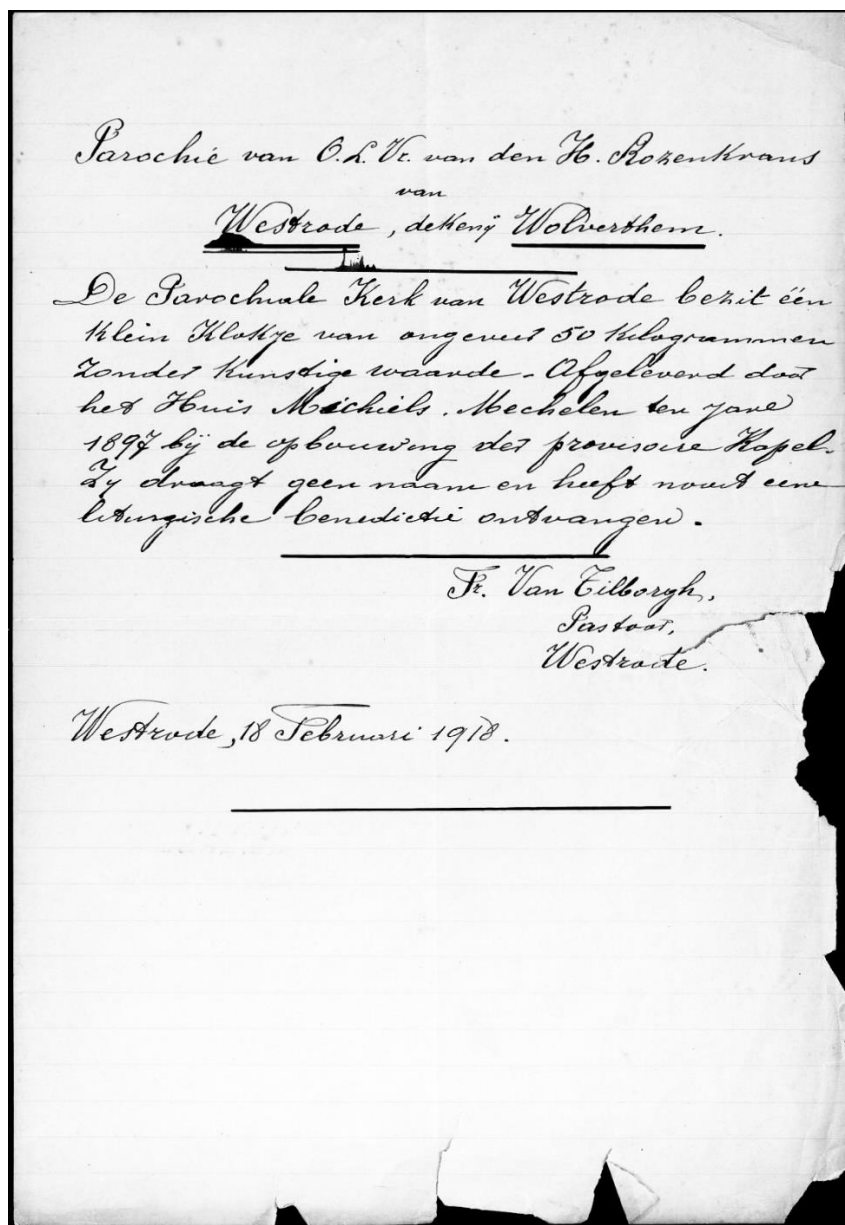 Parochie van O. L. Vr. van den H. Rozenkrans
van
Westrode, dekenij Wolverthem.
De Parochiale Kerk van Westrode bezit één
klein Klokje van ongeveer 50 Kilogrammen
zonder Kunstige waarde - Afgeleverd door
het Huis Michiels. Mechelen ten jare
1897 bij de opbouwing der provisoire Kapel-
Zij draagt geen naam en heeft nooit eene
liturgische benedictie ontvangen.
Fr. Van Tilborgh,
Pastoor,
Westrode.
Westrode, 18 Februari 1918.